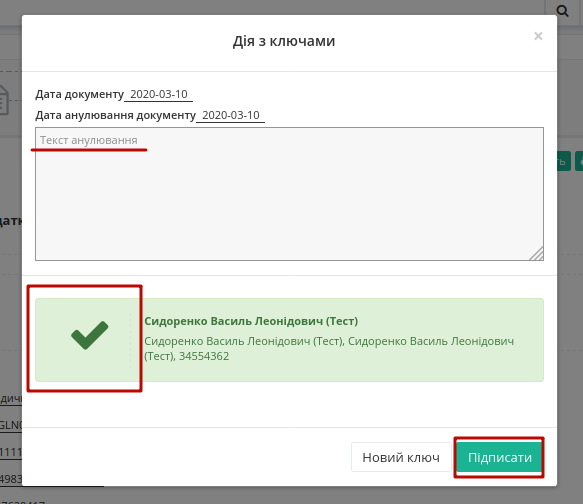 Дія з ключами
×
Дата документу 2020-03-10
Дата анулювання документу 2020-03-10
Текст анулювання
Сидоренко Василь Леонідович (Тест)
Сидоренко Василь Леонідович (Тест), Сидоренко Василь Леонідович
(Тест), 34554362
Новий ключ
Підписати